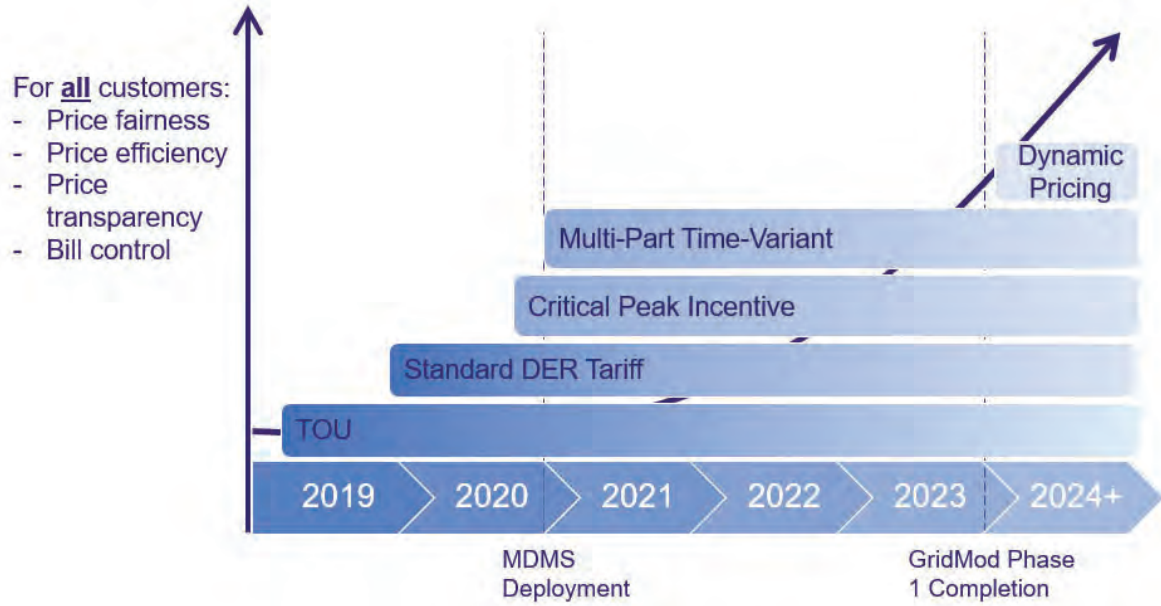 For all customers:
- Price fairness
- Price efficiency
- Price
transparency
- Bill control
Dynamic
Pricing
Multi-Part Time-Variant
Critical Peak Incentive
Standard DER Tariff
TOU
2019
2020
2021
2022
2023
2024+
MDMS
Deployment
GridMod Phase
1 Completion